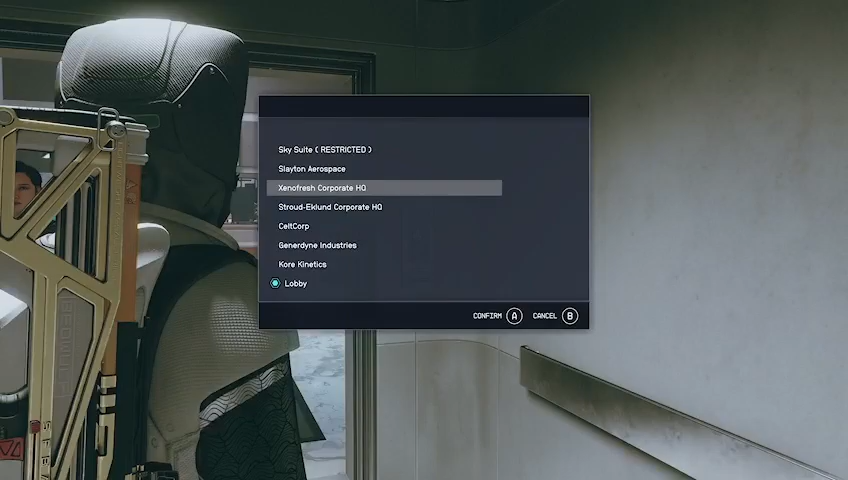 Sky Suite ( RESTRICTED )
Slayton Aerospace
Xenofresh Corporate HQ
Stroud-Eklund Corporate HQ
CeltCorp
Generdyne Industries
Kore Kinetics
Lobby
CONFIRM A CANCEL B